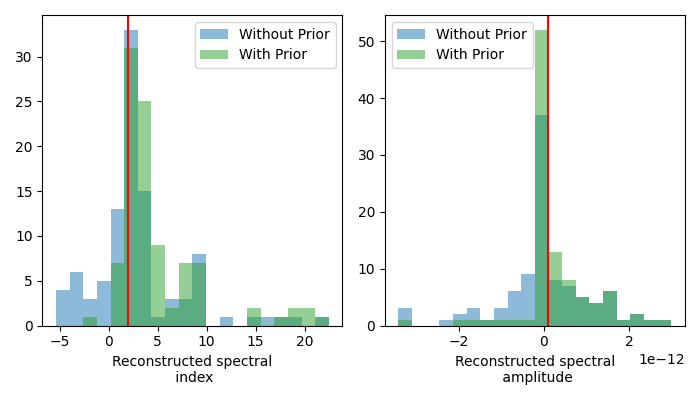 Without Prior
With Prior
0
5
10
15
20
25
30
−5
0
5
10
15
20
Reconstructed spectral
index
Without Prior
With Prior
0
10
20
30
40
50
−2
0
2
1e−12
Reconstructed spectral
amplitude